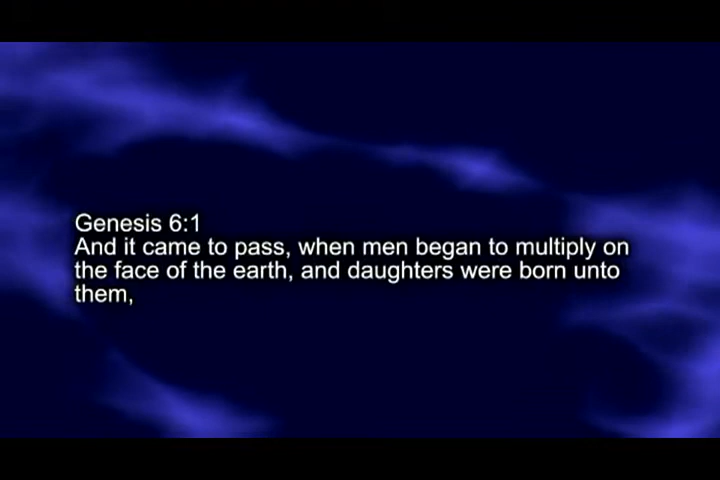 Genesis 6:1
And it came to pass, when men began to multiply on
the face of the earth, and daughters were born unto
them,